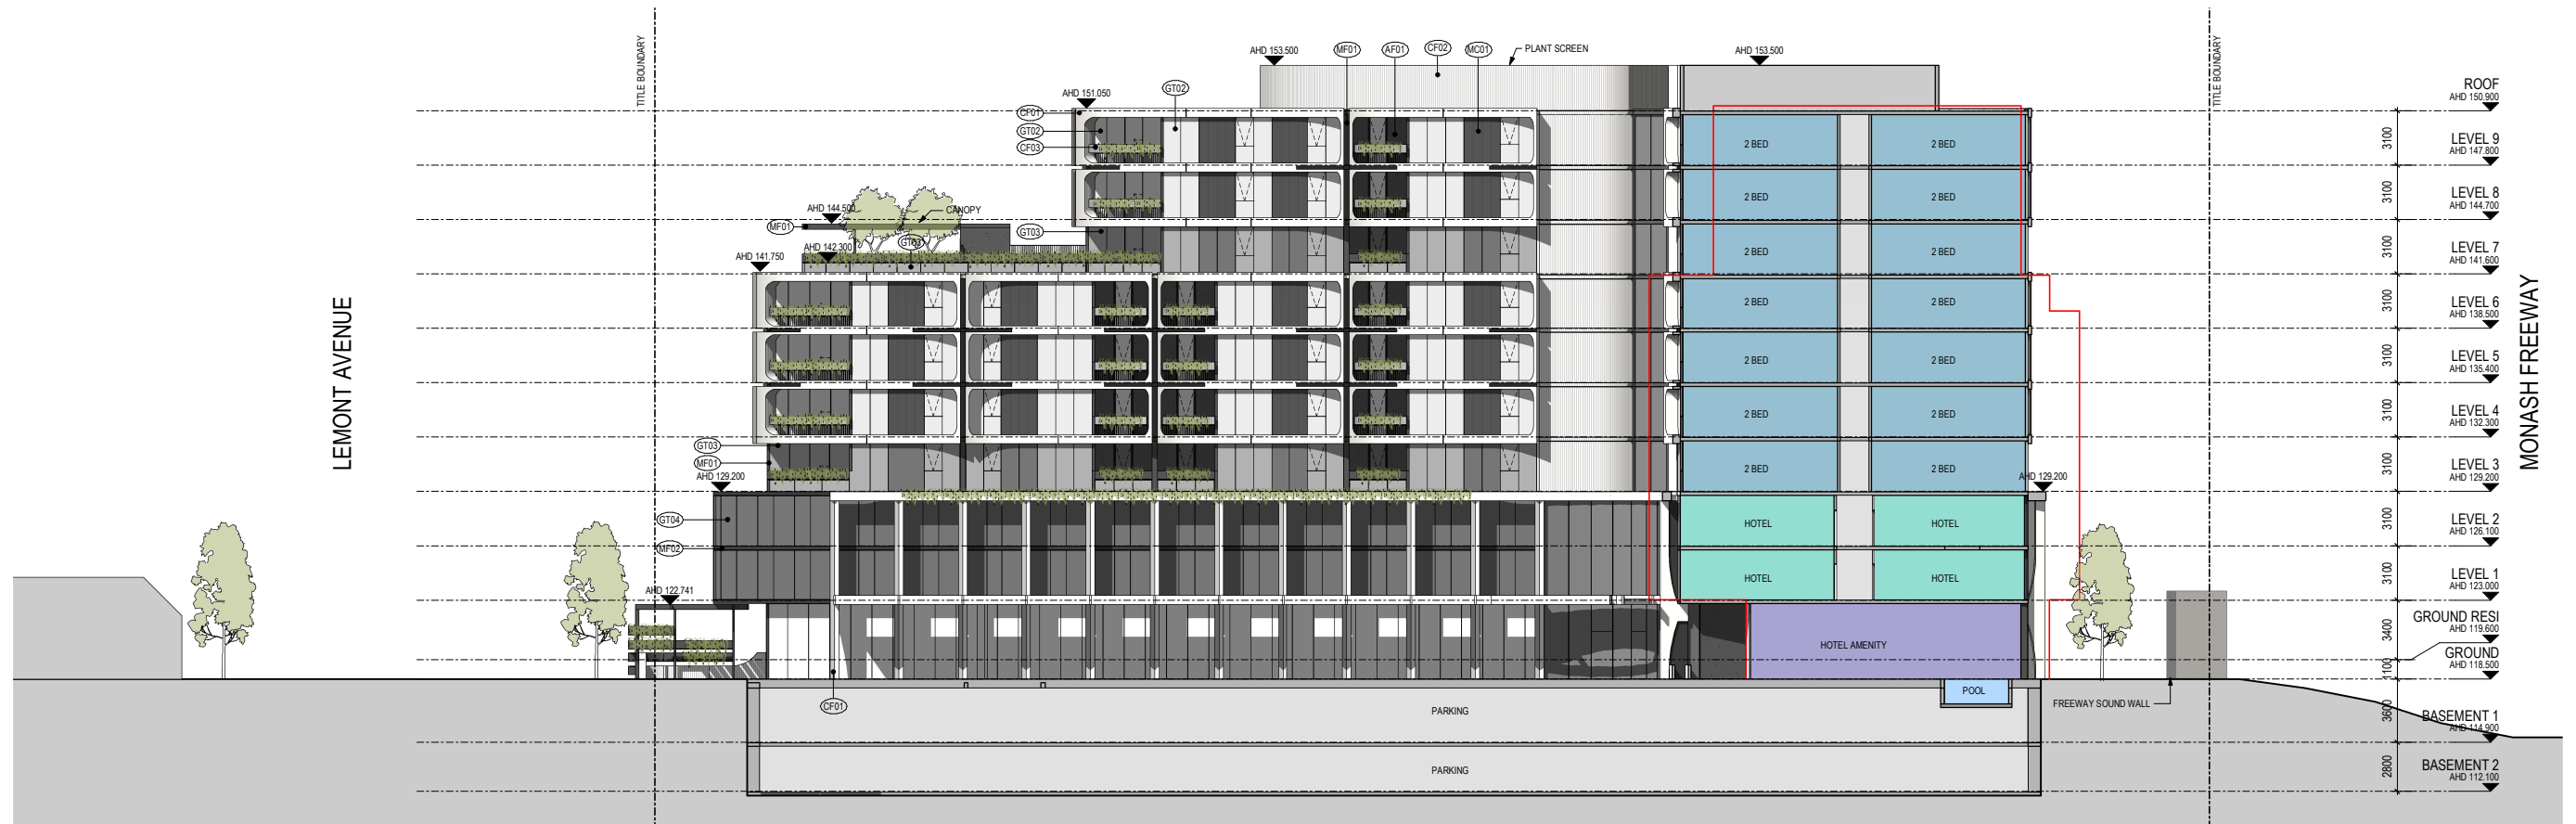 TITLE BOUNDARY
AHD 153.500
MF01
AF01
CF02
MC01
PLANT SCREEN
AHD 153.500
TITLE BOUNDARY
ROOF
AHD 150.900
AHD 151.050
GT02
CF01
GT02
CF03
2 BED
2 BED
3100
LEVEL 9
AHD 147.800
2 BED
2 BED
3100
LEVEL 8
AHD 144.700
AHD 144.500
CANOPY
MF01
GT03
AHD 142.300
GT03
AHD 141.750
2 BED
2 BED
3100
LEVEL 7
AHD 141.600
2 BED
2 BED
3100
LEVEL 6
AHD 138.500
LEMONT AVENUE
MONASH FREEWAY
2 BED
2 BED
3100
LEVEL 5
AHD 135.400
2 BED
2 BED
3100
LEVEL 4
AHD 132.300
GT03
MF01
AHD 129.200
2 BED
2 BED
AHD 129.200
3100
LEVEL 3
AHD 129.200
GT04
MF02
HOTEL
HOTEL
3100
LEVEL 2
AHD 126.100
HOTEL
HOTEL
3100
LEVEL 1
AHD 123.000
AHD 122.741
HOTEL AMENITY
3400
GROUND RESI
AHD 119.600
1100
GROUND
AHD 118.500
CF01
PARKING
POOL
FREEWAY SOUND WALL
3600
BASEMENT 1
AHD 114.900
PARKING
2800
BASEMENT 2
AHD 112.100